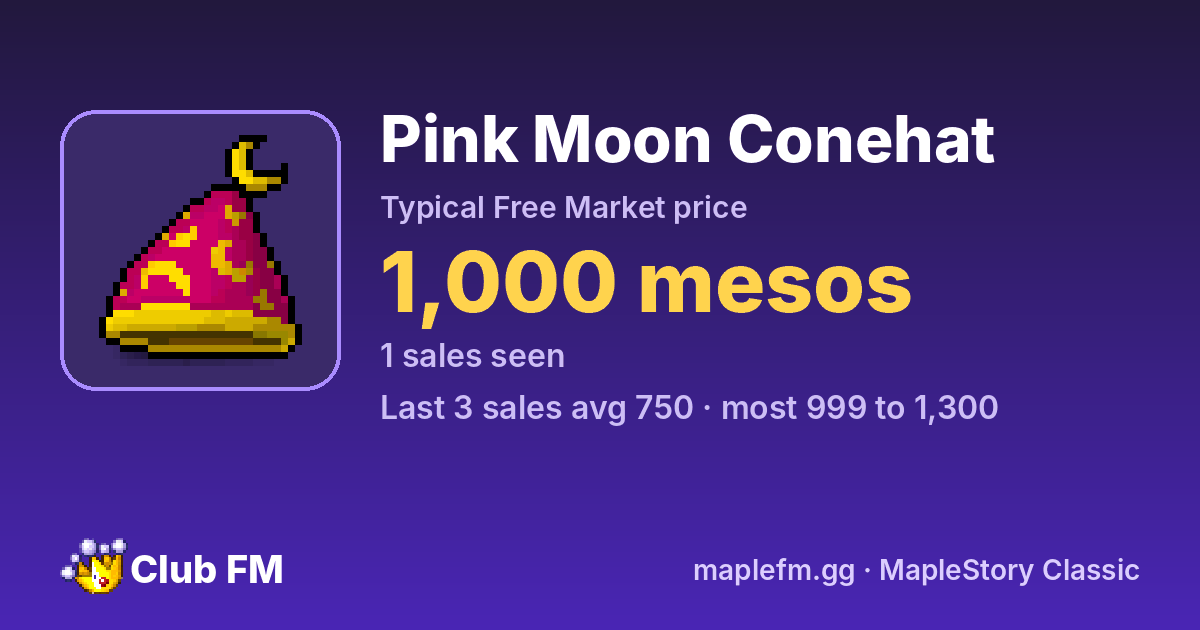 Pink Moon Conehat
Typical Free Market price
1,000 mesos
1 sales seen
Last 3 sales avg 750 · most 999 to 1,300
Club FM
maplefm.gg · MapleStory Classic